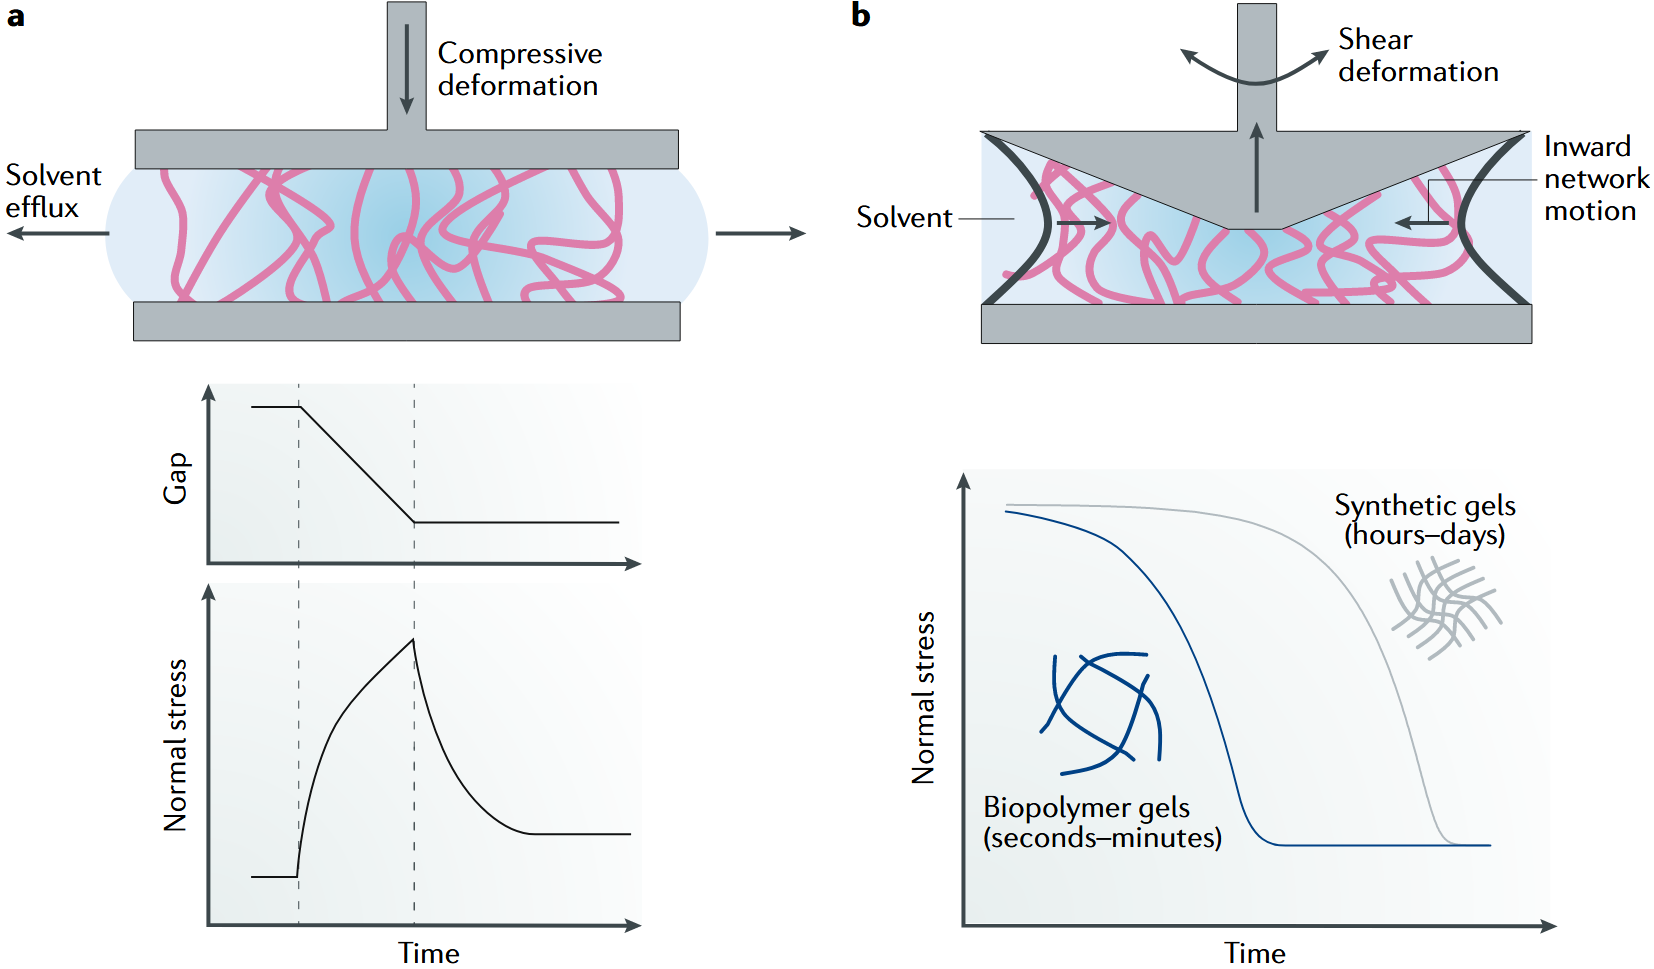 a
Compressive
deformation
Solvent
efflux
Gap
Normal stress
Time
b
Shear
deformation
Inward
network
motion
Solvent
Synthetic gels
(hours–days)
Normal stress
Biopolymer gels
(seconds–minutes)
Time